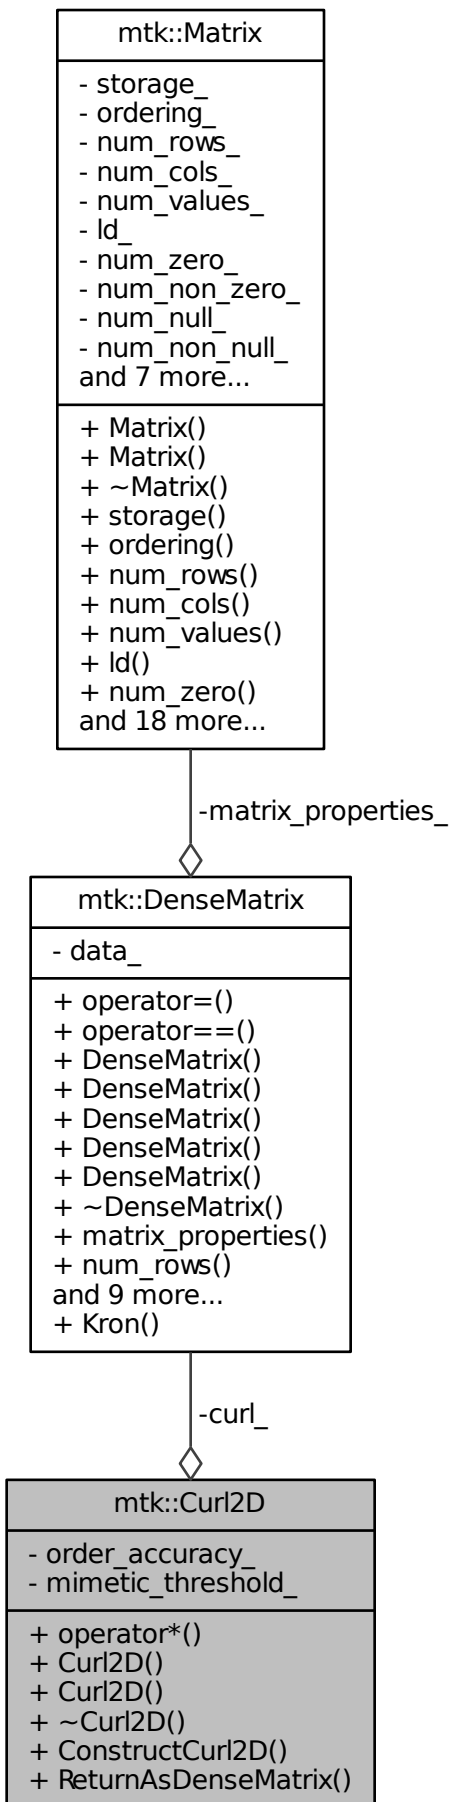 mtk::Matrix
- storage_
- ordering_
- num_rows_
- num_cols_
- num_values_
- ld_
- num_zero_
- num_non_zero_
- num_null_
- num_non_null_
and 7 more...
+ Matrix()
+ Matrix()
+ ~Matrix()
+ storage()
+ ordering()
+ num_rows()
+ num_cols()
+ num_values()
+ ld()
+ num_zero()
and 18 more...
-matrix_properties_
mtk::DenseMatrix
- data_
+ operator=()
+ operator==()
+ DenseMatrix()
+ DenseMatrix()
+ DenseMatrix()
+ DenseMatrix()
+ DenseMatrix()
+ ~DenseMatrix()
+ matrix_properties()
+ num_rows()
and 9 more...
+ Kron()
-curl_
mtk::Curl2D
- order_accuracy_
- mimetic_threshold_
+ operator*()
+ Curl2D()
+ Curl2D()
+ ~Curl2D()
+ ConstructCurl2D()
+ ReturnAsDenseMatrix()